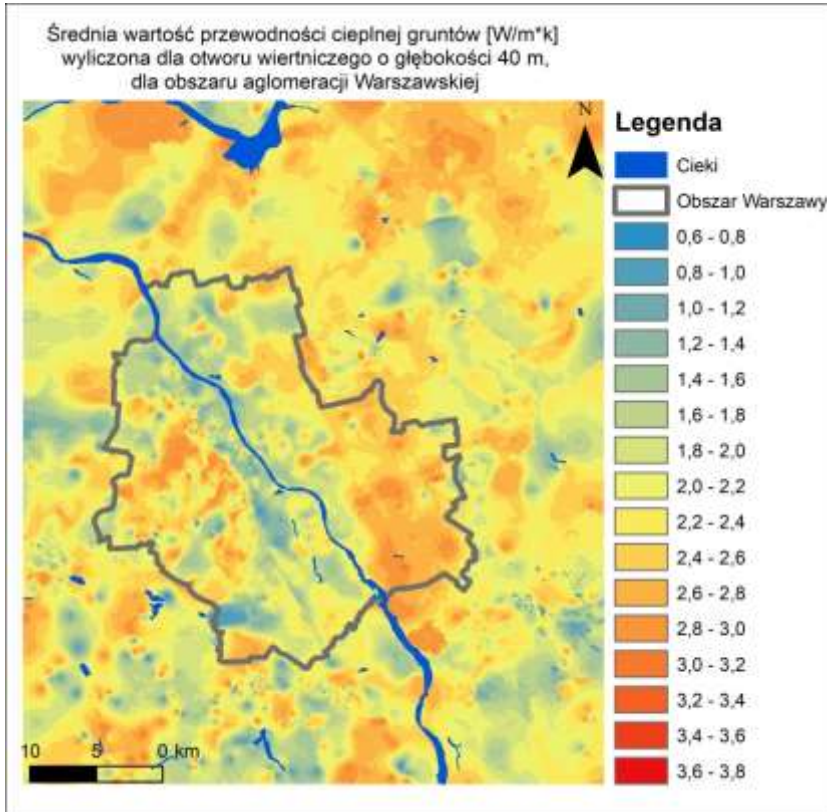 Średnia wartość przewodności cieplnej gruntów [W/m*k]
wyliczona dla otworu wiertniczego o głębokości 40 m,
dla obszaru aglomeracji Warszawskiej
N
Legenda
Cieki
Obszar Warszawy
0,6 - 0,8
0,8 - 1,0
1,0 - 1,2
1,2 - 1,4
1,4 - 1,6
1,6 - 1,8
1,8 - 2,0
2,0 - 2,2
2,2 - 2,4
2,4 - 2,6
2,6 - 2,8
2,8 - 3,0
3,0 - 3,2
3,2 - 3,4
3,4 - 3,6
3,6 - 3,8
10 5 0 km